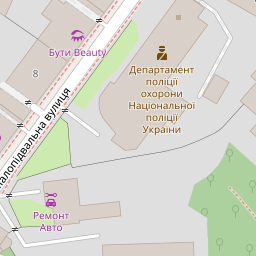 Бути Beauty
8
Департамент
поліції
охорони
Національної
поліції
України
алопідвальна вулиця
Ремонт
Авто